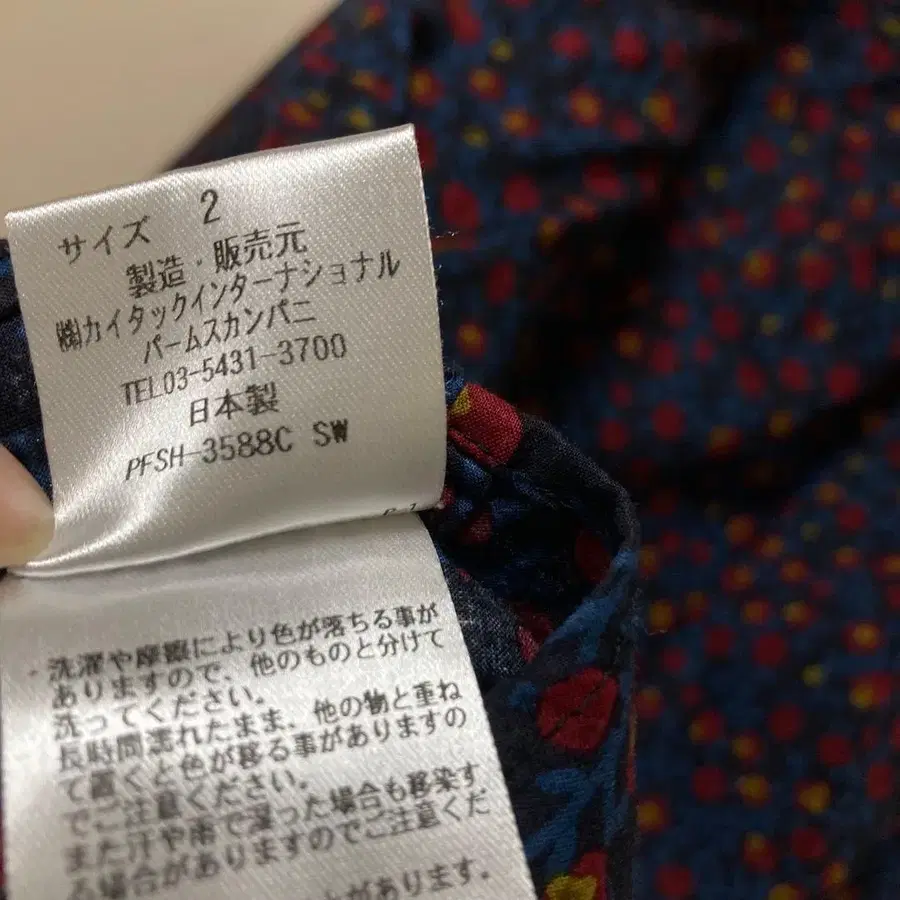 サイズ 2
製造・販売元
㈱カイタックインターナショナル
パームスカンパニ
TEL03-5431-3700
日本製
PFSH-3588C SW
・洗濯や摩擦により色が落ちる事が
ありますので、他のものと分けて
洗ってください。
長時間濡れたまま、他の物と重ね
て置くと色が移る事がありますの
でご注意ください。
また汗や雨で湿った場合も移染す
る場合がありますのでご注意くだ
があります。